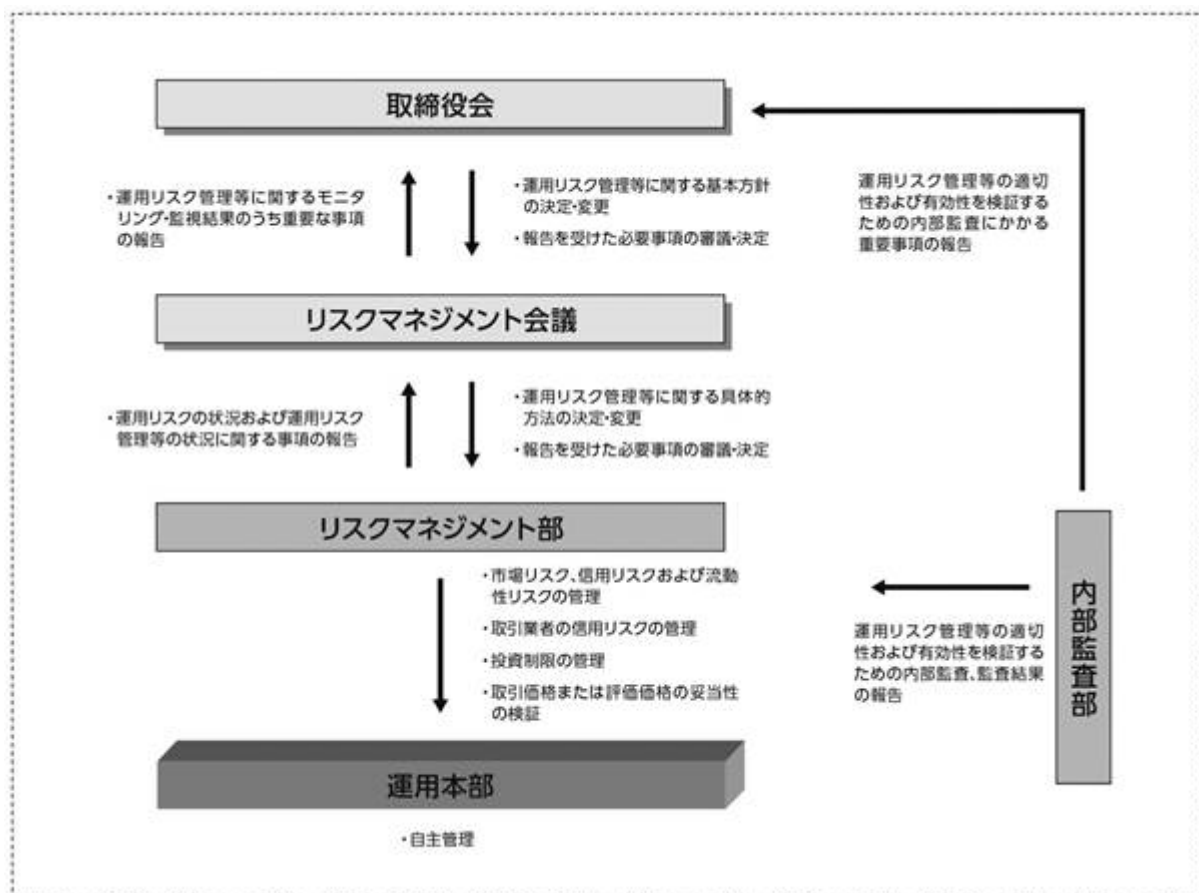 取締役会
・運用リスク管理等に関するモニタ
リング・監視結果のうち重要な事項
の報告
・運用リスク管理等に関する基本方針
の決定・変更
・報告を受けた必要事項の審議・決定
運用リスク管理等の適切
性および有効性を検証する
ための内部監査にかかる
重要事項の報告
リスクマネジメント会議
・運用リスクの状況および運用リスク
管理等の状況に関する事項の報告
・運用リスク管理等に関する具体的
方法の決定・変更
・報告を受けた必要事項の審議・決定
リスクマネジメント部
・市場リスク、信用リスクおよび流動
性リスクの管理
・取引業者の信用リスクの管理
・投資制限の管理
・取引価格または評価価格の妥当性
の検証
運用リスク管理等の適切
性および有効性を検証する
ための内部監査、監査結果
の報告
内部監査部
運用本部
・自主管理